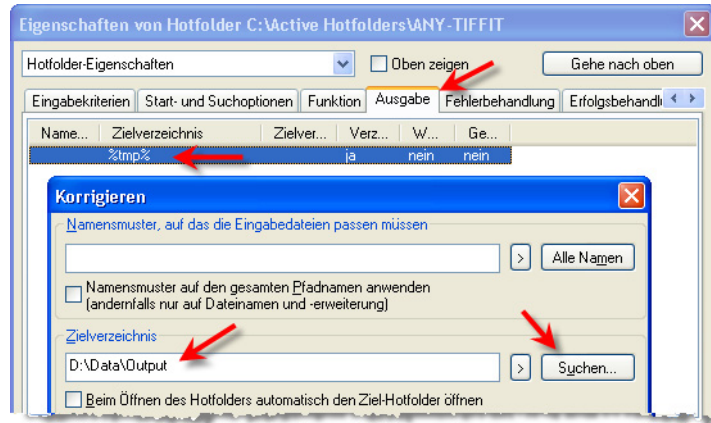 Eigenschaften von Hotfolder C:\Active Hotfolders\ANY-TIFFIT
Hotfolder-Eigenschaften Oben zeigen Gehe nach oben
Eingabekriterien Start- und Suchoptionen Funktion Ausgabe Fehlerbehandlung Erfolgsbehandl
Name... Zielverzeichnis Zielver... Verz... W... Ge...
%tmp% ja nein nein
Korrigieren
Namensmuster, auf das die Eingabedateien passen müssen
> Alle Namen
Namensmuster auf den gesamten Pfadnamen anwenden
(andernfalls nur auf Dateinamen und -erweiterung)
Zielverzeichnis
D:\Data\Output > Suchen...
Beim Öffnen des Hotfolders automatisch den Ziel-Hotfolder öffnen